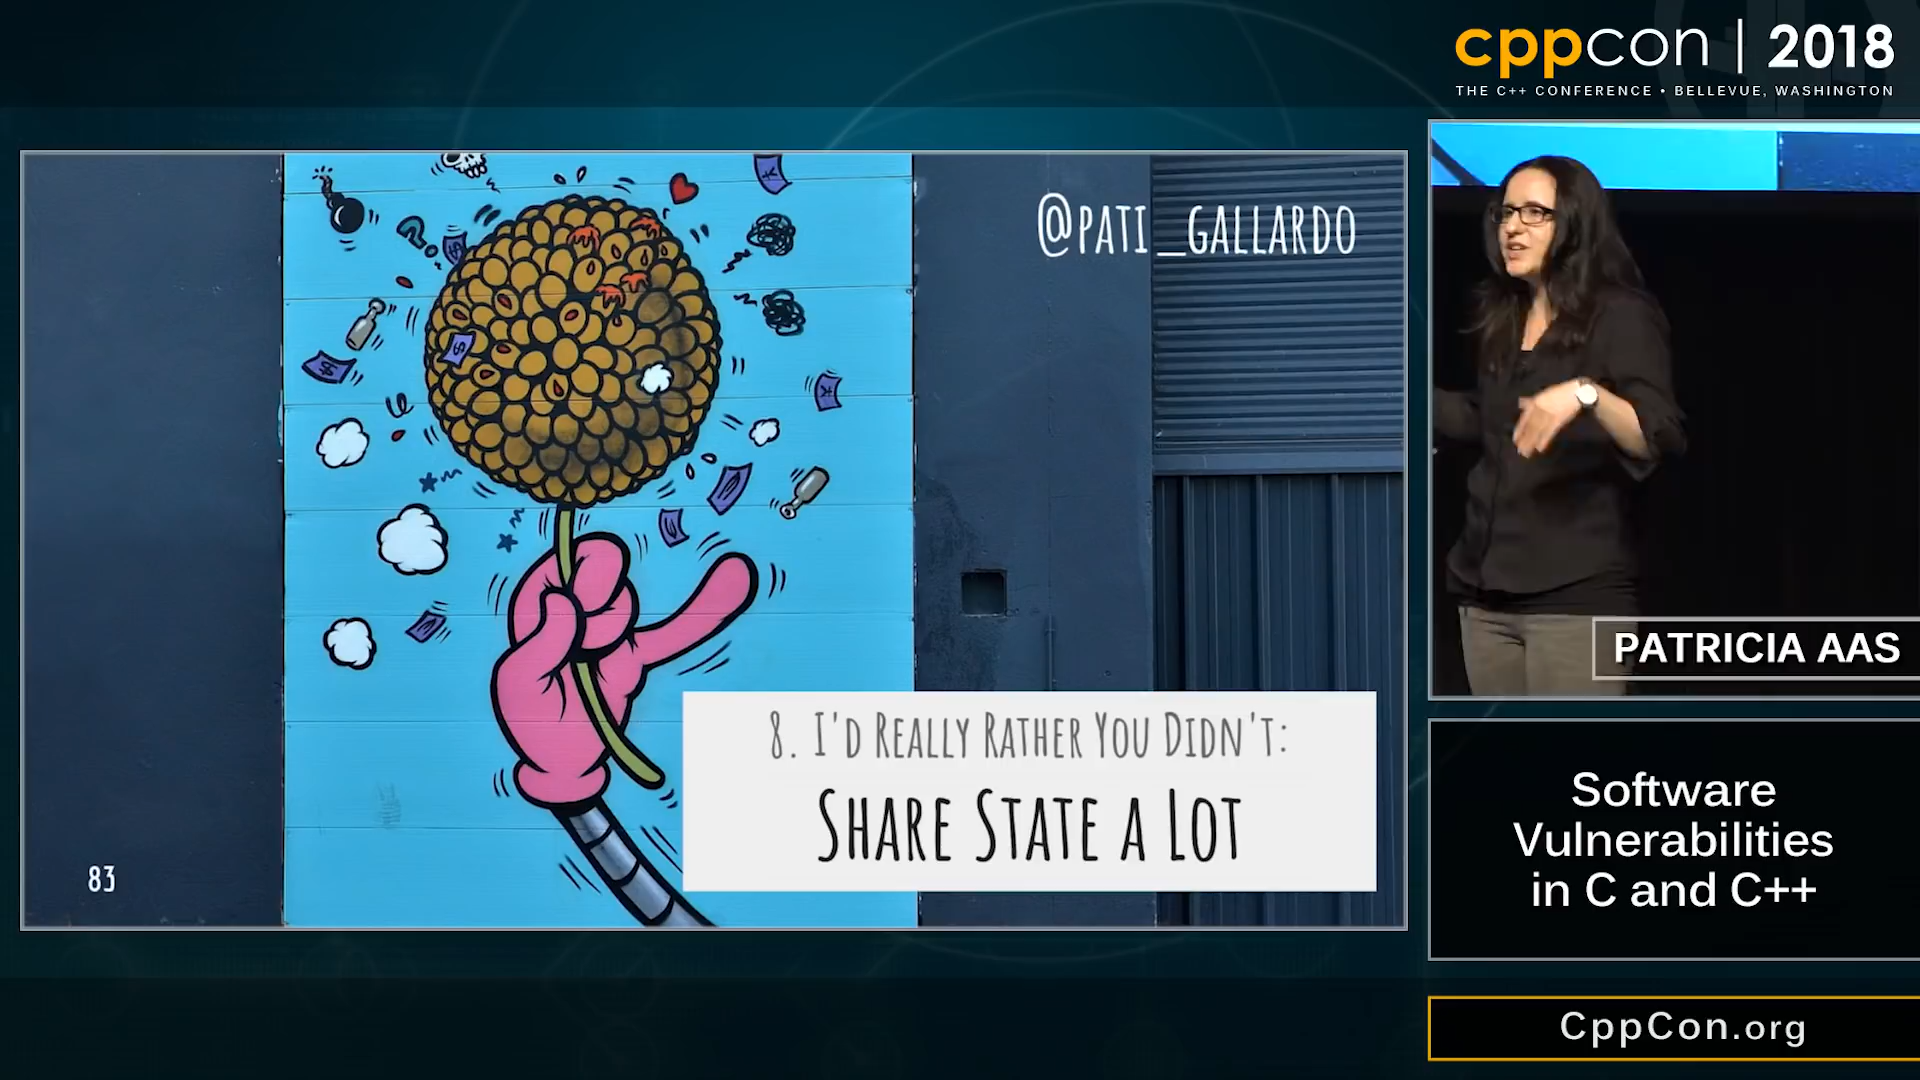 cppcon | 2018
THE C++ CONFERENCE • BELLEVUE, WASHINGTON
@PATI_GALLARDO
8. I'D REALLY RATHER YOU DIDN'T:
SHARE STATE A LOT
83
PATRICIA AAS
Software
Vulnerabilities
in C and C++
CppCon.org